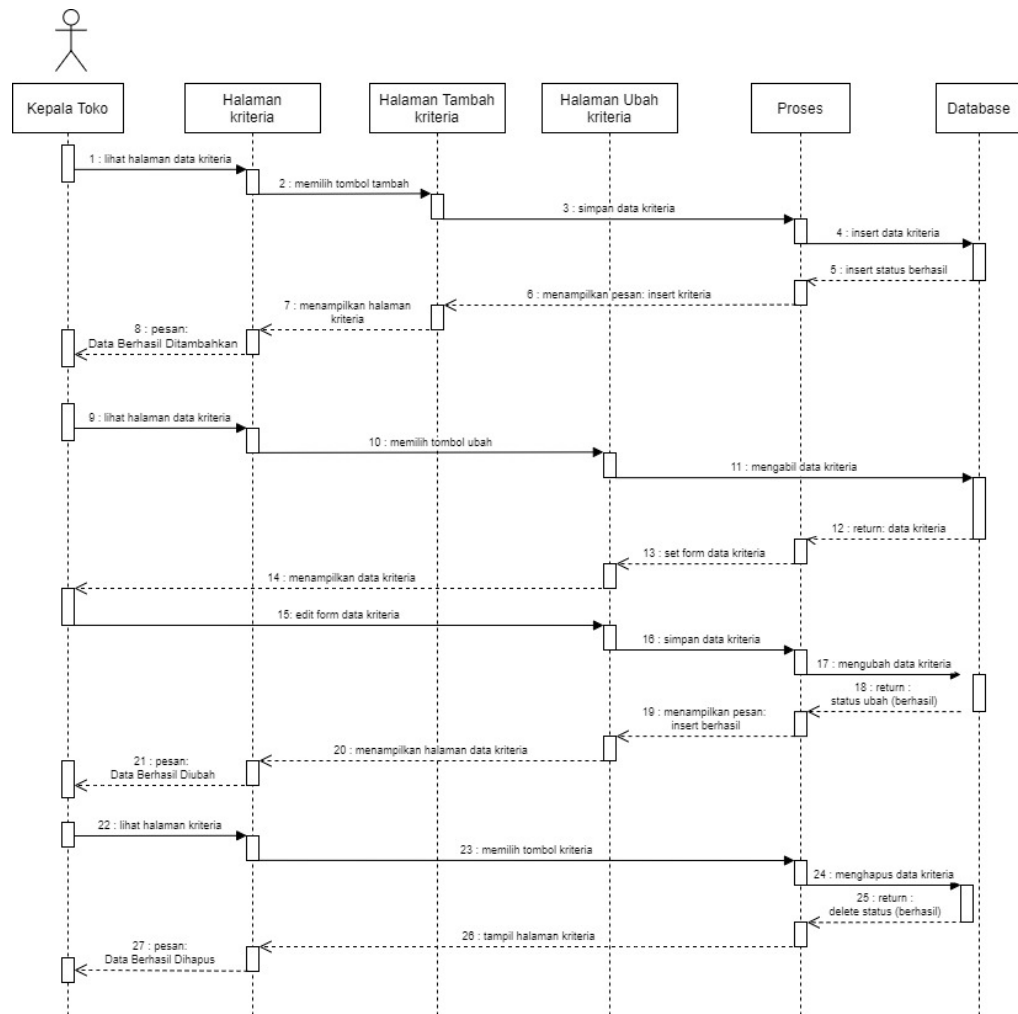 Kepala Toko
Halaman
kriteria
Halaman Tambah
kriteria
Halaman Ubah
kriteria
Proses
Database
1 : lihat halaman data kriteria
2 : memilih tombol tambah
3 : simpan data kriteria
4 : insert data kriteria
5 : insert status berhasil
6 : menampilkan pesan: insert kriteria
7 : menampilkan halaman
kriteria
8 : pesan:
Data Berhasil Ditambahkan
9 : lihat halaman data kriteria
10 : memilih tombol ubah
11 : mengabil data kriteria
12 : return: data kriteria
13 : set form data kriteria
14 : menampilkan data kriteria
15: edit form data kriteria
16 : simpan data kriteria
17 : mengubah data kriteria
18 : return :
status ubah (berhasil)
19 : menampilkan pesan:
insert berhasil
20 : menampilkan halaman data kriteria
21 : pesan:
Data Berhasil Diubah
22 : lihat halaman kriteria
23 : memilih tombol kriteria
24 : menghapus data kriteria
25 : return :
delete status (berhasil)
26 : tampil halaman kriteria
27 : pesan:
Data Berhasil Dihapus